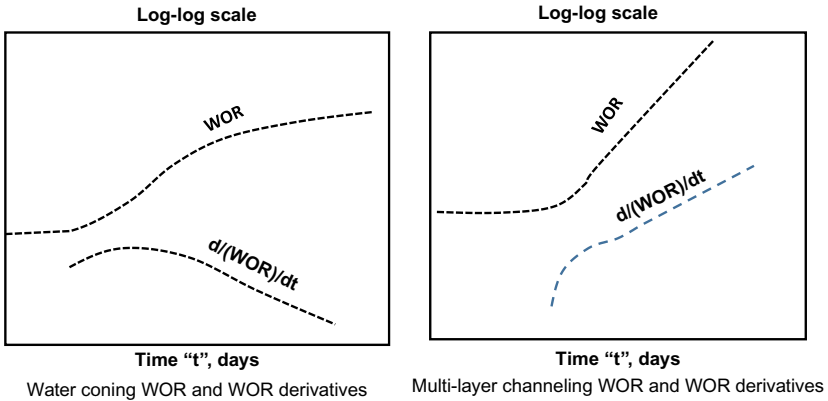 Log-log scale
WOR
d/(WOR)/dt
Time “t”, days
Water coning WOR and WOR derivatives
Log-log scale
WOR
d/(WOR)/dt
Time “t”, days
Multi-layer channeling WOR and WOR derivatives